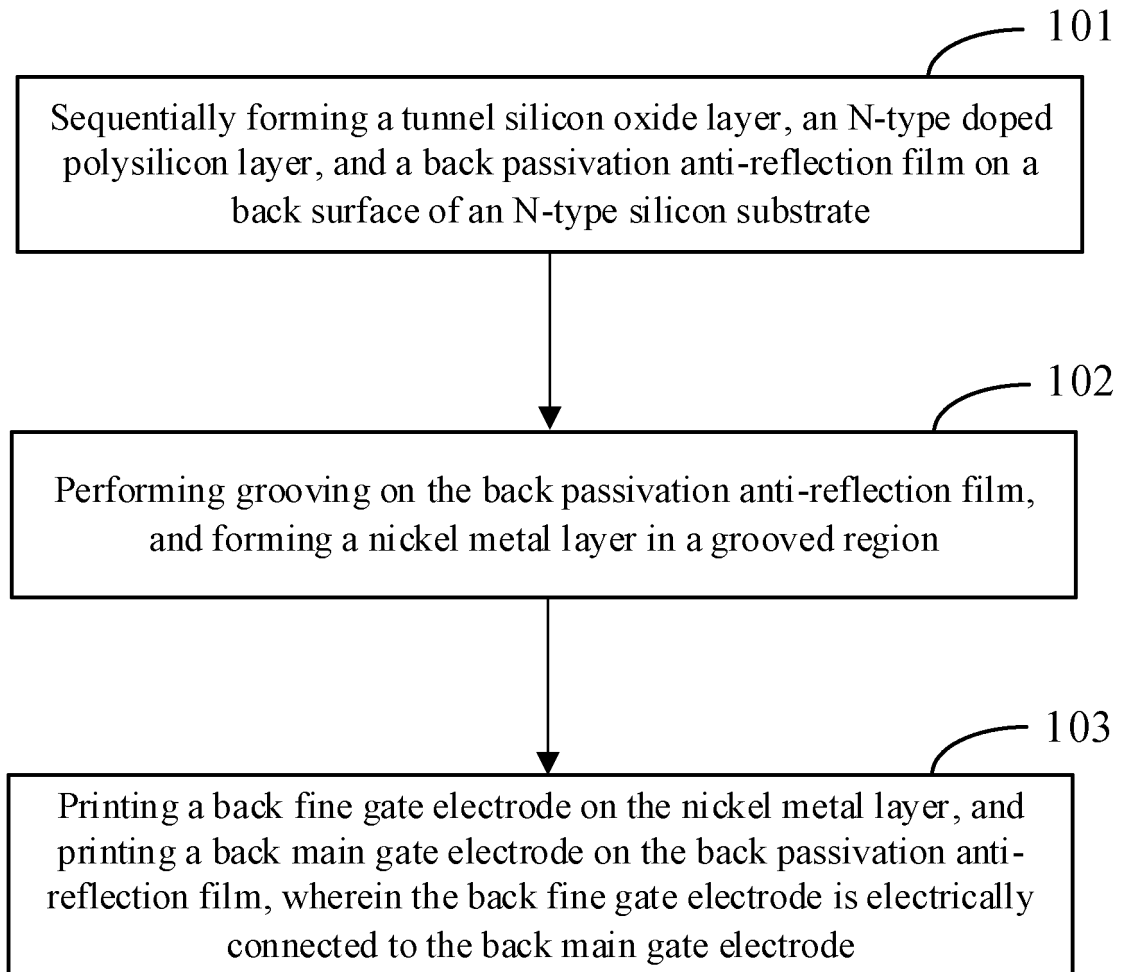 101
Sequentially forming a tunnel silicon oxide layer, an N-type doped
polysilicon layer, and a back passivation anti-reflection film on a
back surface of an N-type silicon substrate
102
Performing grooving on the back passivation anti-reflection film,
and forming a nickel metal layer in a grooved region
103
Printing a back fine gate electrode on the nickel metal layer, and
printing a back main gate electrode on the back passivation anti-
reflection film, wherein the back fine gate electrode is electrically
connected to the back main gate electrode